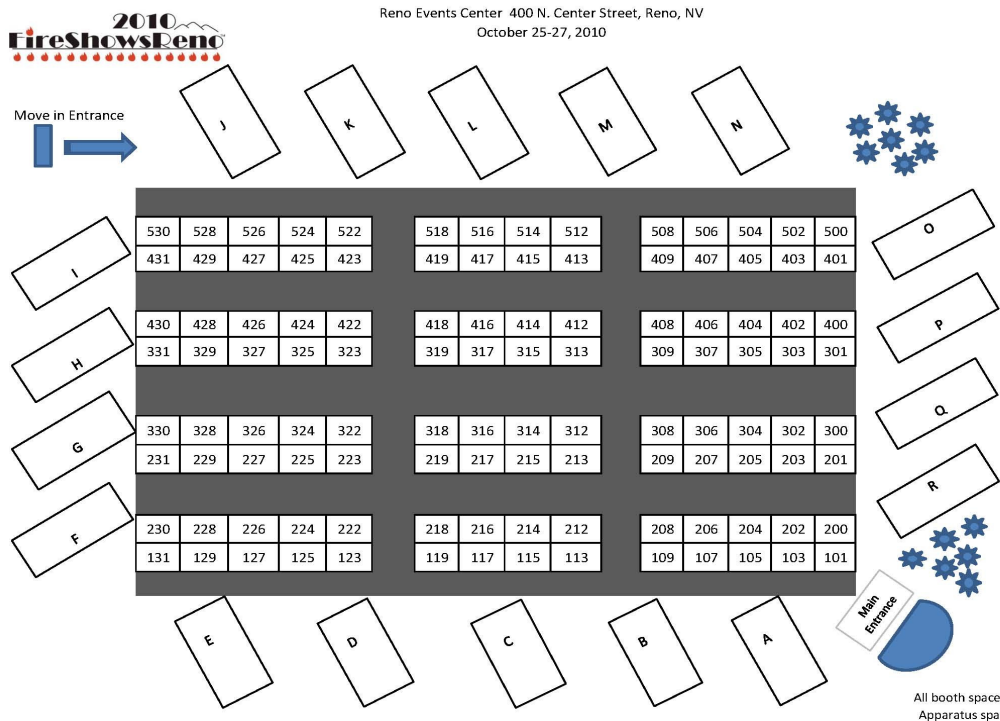 2010
FireShowsReno
Reno Events Center 400 N. Center Street, Reno, NV
October 25-27, 2010
Move in Entrance
J K L M N
I
H
G
F
O
P
Q
R
530 528 526 524 522 518 516 514 512 508 506 504 502 500
431 429 427 425 423 419 417 415 413 409 407 405 403 401
430 428 426 424 422 418 416 414 412 408 406 404 402 400
331 329 327 325 323 319 317 315 313 309 307 305 303 301
330 328 326 324 322 318 316 314 312 308 306 304 302 300
231 229 227 225 223 219 217 215 213 209 207 205 203 201
230 228 226 224 222 218 216 214 212 208 206 204 202 200
131 129 127 125 123 119 117 115 113 109 107 105 103 101
E D C B A
Main
Entrance
All booth space
Apparatus spa